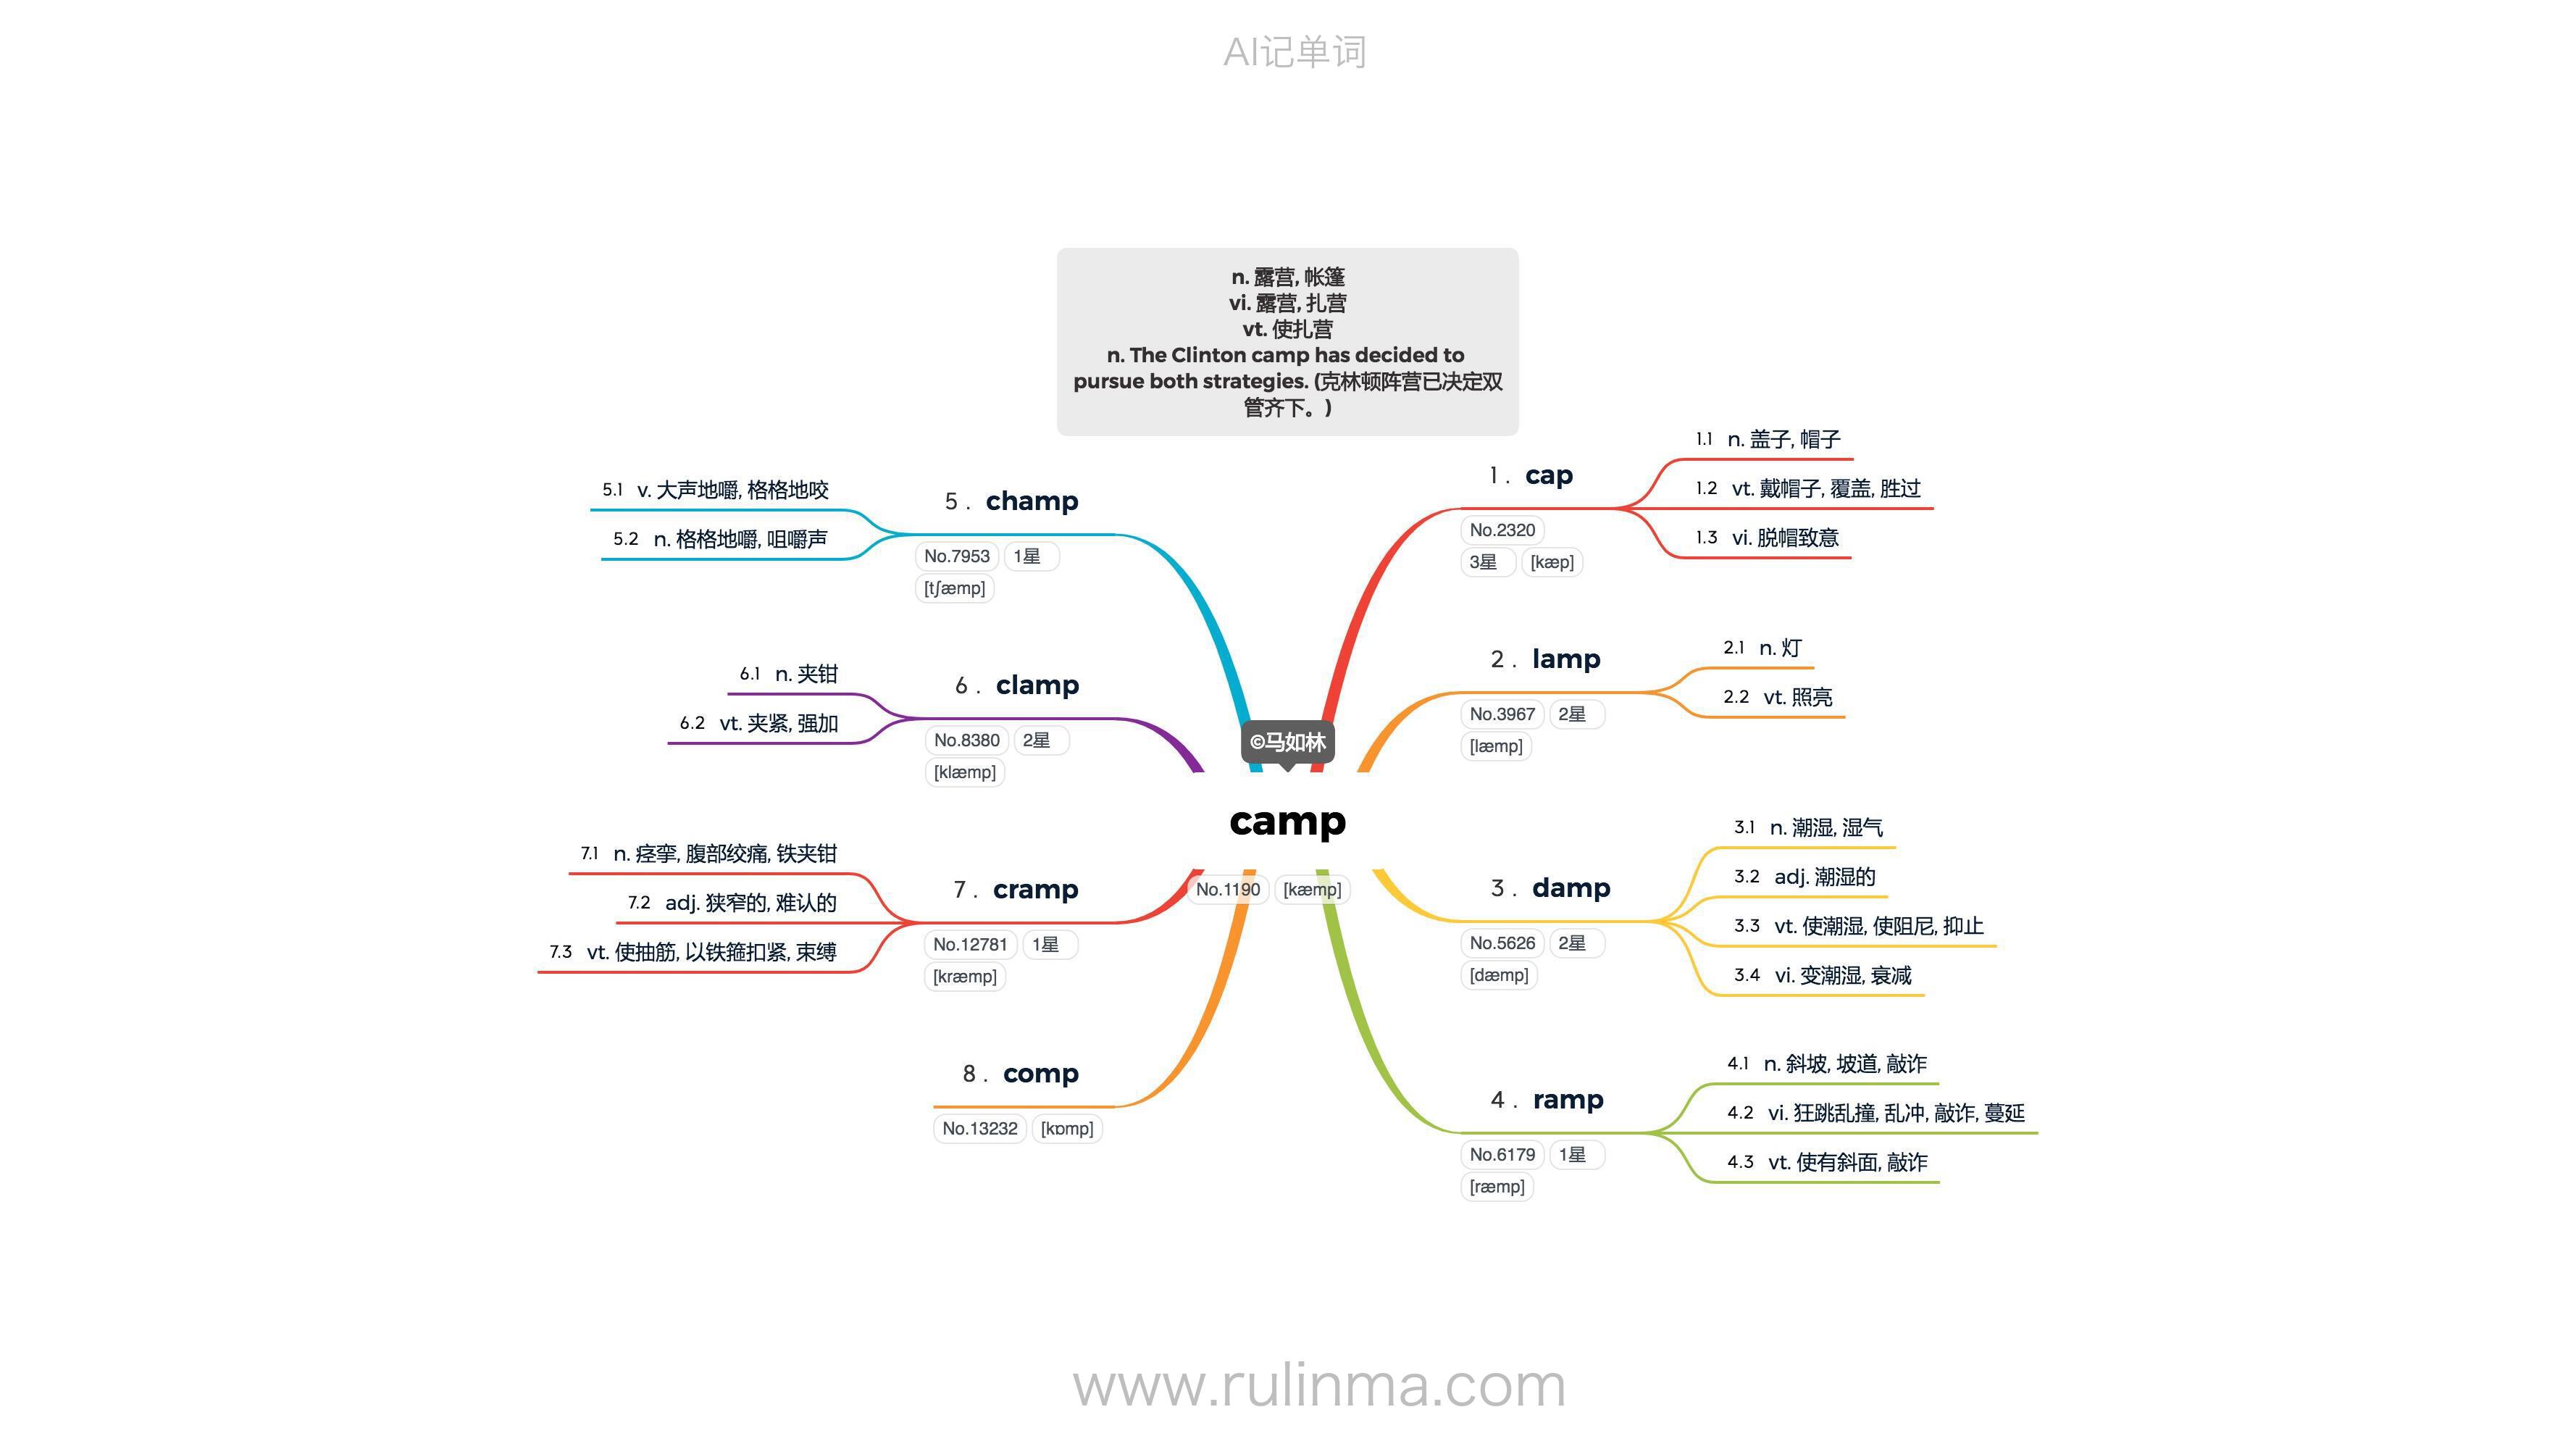 AI记单词
n. 露营, 帐篷
vi. 露营, 扎营
vt. 使扎营
n. The Clinton camp has decided to
pursue both strategies. (克林顿阵营已决定双
管齐下。)
©马如林
camp
No.1190 [kæmp]
1. cap
No.2320
3星 [kæp]
1.1 n. 盖子, 帽子
1.2 vt. 戴帽子, 覆盖, 胜过
1.3 vi. 脱帽致意
2. lamp
No.3967 2星
[læmp]
2.1 n. 灯
2.2 vt. 照亮
3. damp
No.5626 2星
[dæmp]
3.1 n. 潮湿, 湿气
3.2 adj. 潮湿的
3.3 vt. 使潮湿, 使阻尼, 抑止
3.4 vi. 变潮湿, 衰减
4. ramp
No.6179 1星
[ræmp]
4.1 n. 斜坡, 坡道, 敲诈
4.2 vi. 狂跳乱撞, 乱冲, 敲诈, 蔓延
4.3 vt. 使有斜面, 敲诈
5. champ
No.7953 1星
[tʃæmp]
5.1 v. 大声地嚼, 格格地咬
5.2 n. 格格地嚼, 咀嚼声
6. clamp
No.8380 2星
[klæmp]
6.1 n. 夹钳
6.2 vt. 夹紧, 强加
7. cramp
No.12781 1星
[kræmp]
7.1 n. 痉挛, 腹部绞痛, 铁夹钳
7.2 adj. 狭窄的, 难认的
7.3 vt. 使抽筋, 以铁箍扣紧, 束缚
8. comp
No.13232 [kɒmp]
www.rulinma.com